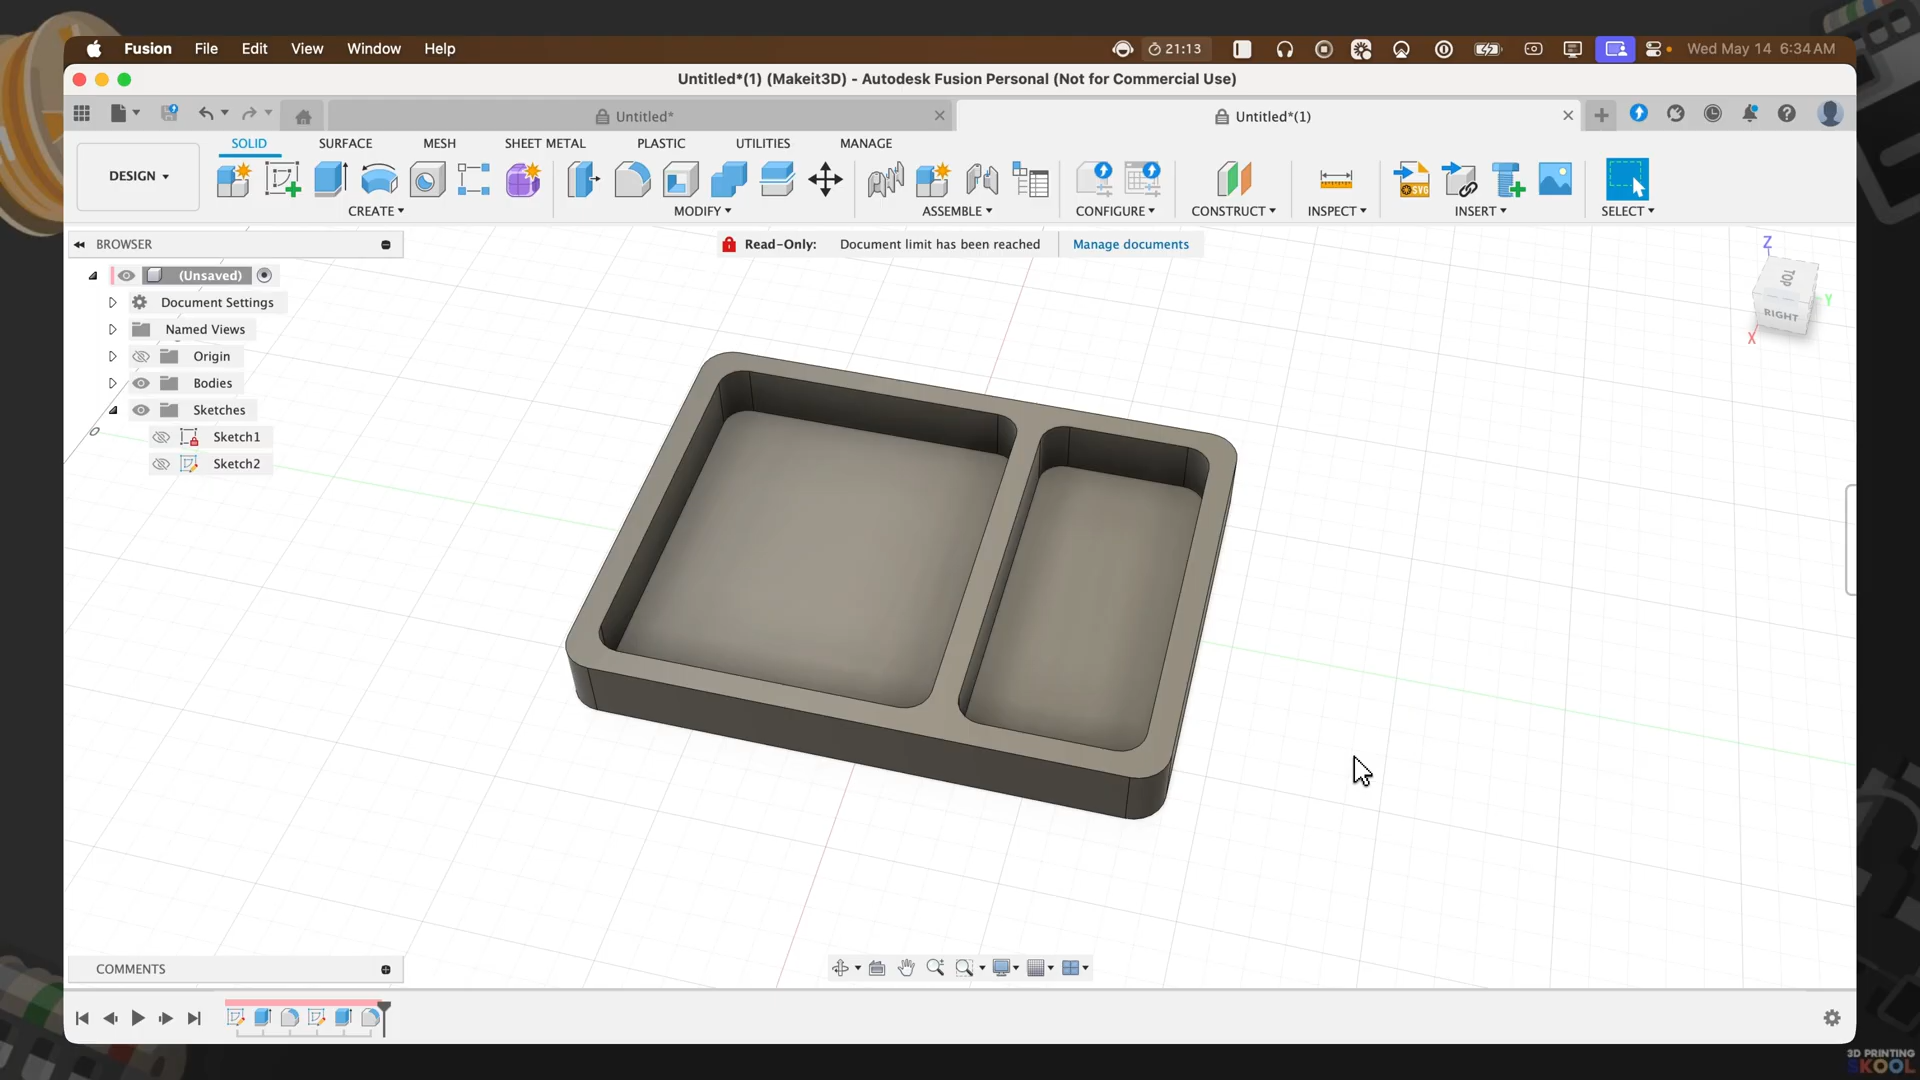 Fusion File Edit View Window Help 21:13 Wed May 14 6:34 AM
Untitled*(1) (Makeit3D) - Autodesk Fusion Personal (Not for Commercial Use)
Untitled* Untitled*(1)
SOLID SURFACE MESH SHEET METAL PLASTIC UTILITIES MANAGE
DESIGN
SVG
CREATE MODIFY ASSEMBLE CONFIGURE CONSTRUCT INSPECT INSERT SELECT
BROWSER
Read-Only: Document limit has been reached Manage documents
(Unsaved)
Document Settings
Named Views
Origin
Bodies
Sketches
Sketch1
Sketch2
Z
TOP
Y
RIGHT
X
COMMENTS
3D PRINTING
SKOOL